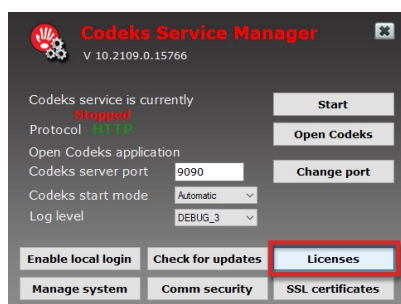 Codeks Service Manager
V 10.2109.0.15766
Codeks service is currently
Stopped
Start
Protocol HTTP
Open Codeks
Open Codeks application
Codeks server port 9090
Change port
Codeks start mode Automatic
Log level DEBUG_3
Enable local login Check for updates Licenses
Manage system Comm security SSL certificates